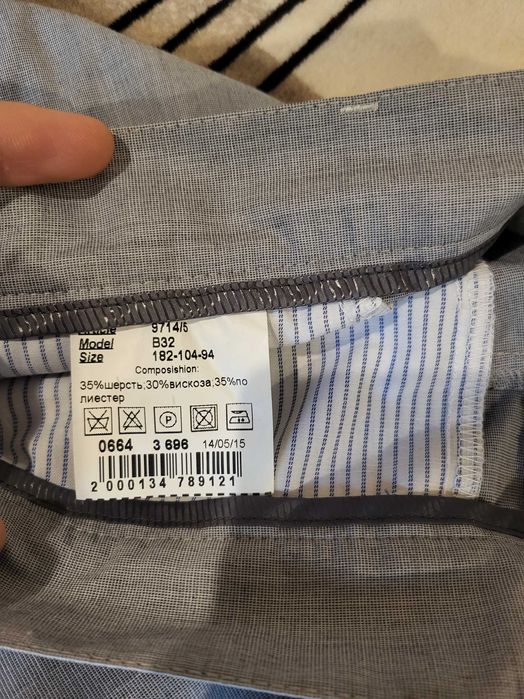 Article 9714/5
Model B32
Size 182-104-94
Composishion:
35%шерсть;30%вискоза;35%по
лиестер
P
0664 3 696 14/05/15
2 000134 789121